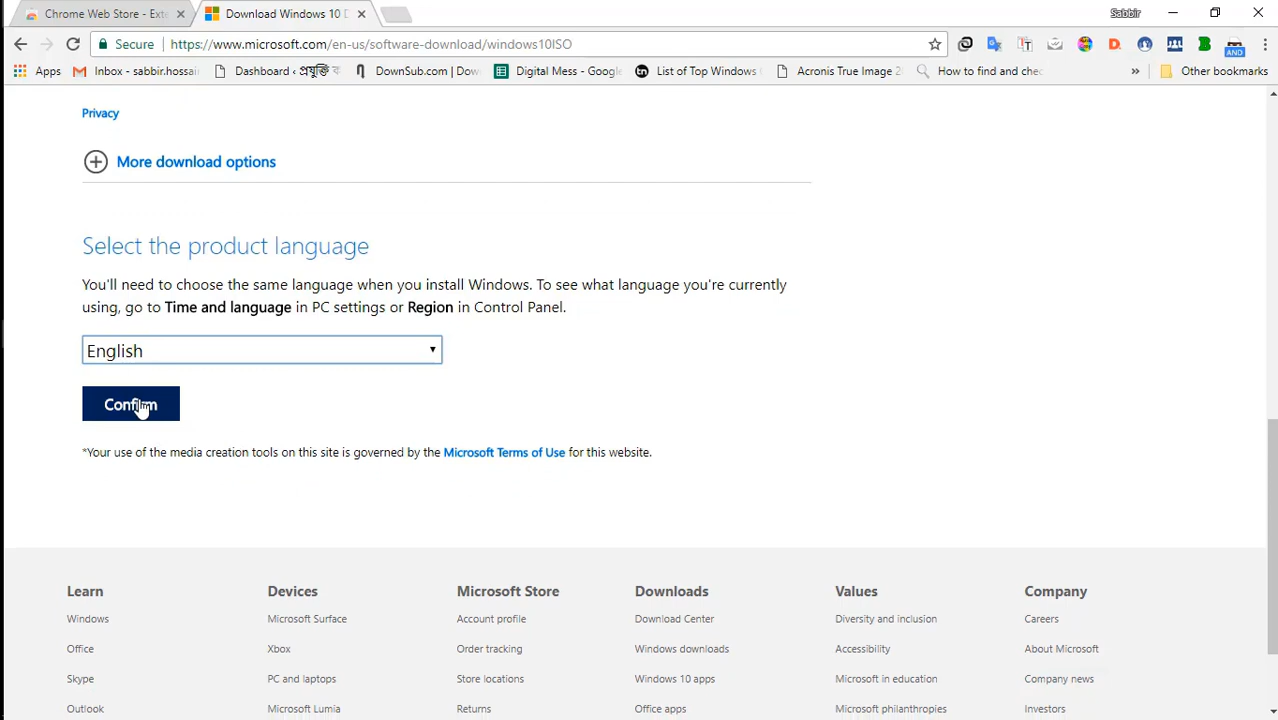 Chrome Web Store - Exte
Download Windows 10 D
Sabbir
Secure
https://www.microsoft.com/en-us/software-download/windows10ISO
AND
Apps
Inbox - sabbir.hossai
Dashboard ‹ প্রযুক্তি ব
DownSub.com | Dow
Digital Mess - Google
List of Top Windows
Acronis True Image 2
How to find and chec
»
Other bookmarks
Privacy
More download options
Select the product language
You'll need to choose the same language when you install Windows. To see what language you're currently
using, go to Time and language in PC settings or Region in Control Panel.
English
Confirm
*Your use of the media creation tools on this site is governed by the Microsoft Terms of Use for this website.
Learn
Devices
Microsoft Store
Downloads
Values
Company
Windows
Microsoft Surface
Account profile
Download Center
Diversity and inclusion
Careers
Office
Xbox
Order tracking
Windows downloads
Accessibility
About Microsoft
Skype
PC and laptops
Store locations
Windows 10 apps
Microsoft in education
Company news
Outlook
Microsoft Lumia
Returns
Office apps
Microsoft philanthropies
Investors